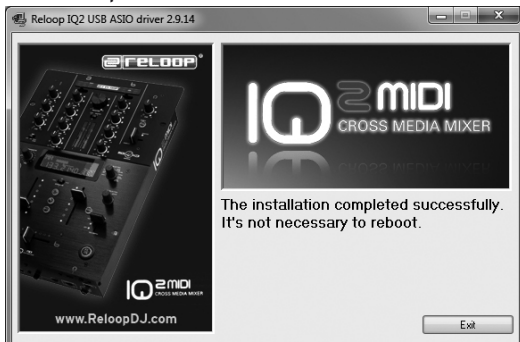 Reloop IQ2 USB ASIO driver 2.9.14
reloop®
IQ2 MIDI
CROSS MEDIA MIXER
www.ReloopDJ.com
IQ2 MIDI
CROSS MEDIA MIXER
The installation completed successfully.
It's not necessary to reboot.
Exit